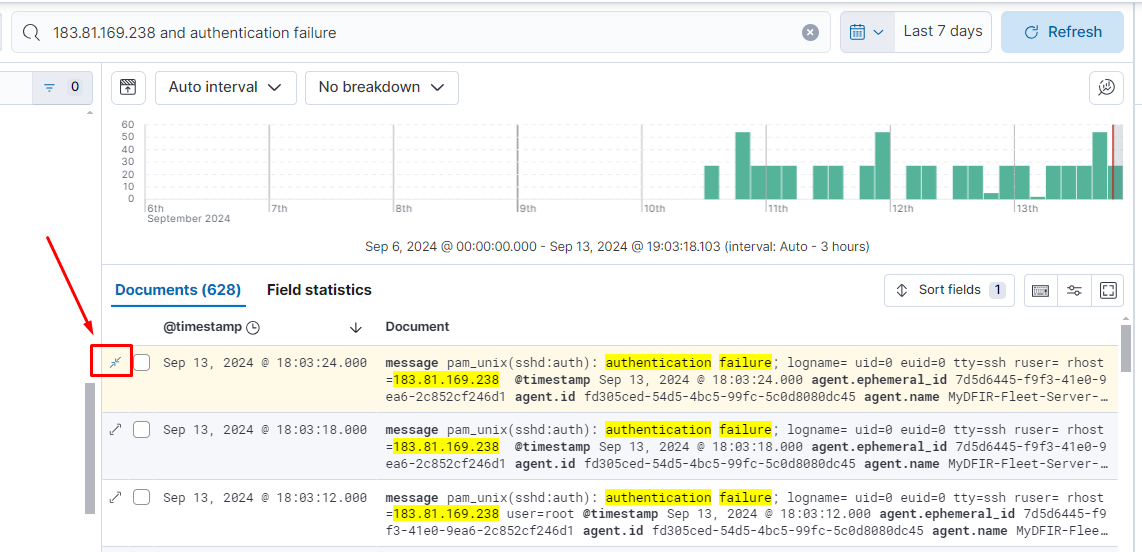 183.81.169.238 and authentication failure
Last 7 days
Refresh
0
Auto interval
No breakdown
60
50
40
30
20
10
0
6th
September 2024
7th
8th
9th
10th
11th
12th
13th
Sep 6, 2024 @ 00:00:00.000 - Sep 13, 2024 @ 19:03:18.103 (interval: Auto - 3 hours)
Documents (628)
Field statistics
Sort fields 1
@timestamp
Document
Sep 13, 2024 @ 18:03:24.000
message pam_unix(sshd:auth): authentication failure; logname= uid=0 euid=0 tty=ssh ruser= rhost
=183.81.169.238 @timestamp Sep 13, 2024 @ 18:03:24.000 agent.ephemeral_id 7d5d6445-f9f3-41e0-9
ea6-2c852cf246d1 agent.id fd305ced-54d5-4bc5-99fc-5c0d8080dc45 agent.name MyDFIR-Fleet-Server-…
Sep 13, 2024 @ 18:03:18.000
message pam_unix(sshd:auth): authentication failure; logname= uid=0 euid=0 tty=ssh ruser= rhost
=183.81.169.238 @timestamp Sep 13, 2024 @ 18:03:18.000 agent.ephemeral_id 7d5d6445-f9f3-41e0-9
ea6-2c852cf246d1 agent.id fd305ced-54d5-4bc5-99fc-5c0d8080dc45 agent.name MyDFIR-Fleet-Server-…
Sep 13, 2024 @ 18:03:12.000
message pam_unix(sshd:auth): authentication failure; logname= uid=0 euid=0 tty=ssh ruser= rhost
=183.81.169.238 user=root @timestamp Sep 13, 2024 @ 18:03:12.000 agent.ephemeral_id 7d5d6445-f9
f3-41e0-9ea6-2c852cf246d1 agent.id fd305ced-54d5-4bc5-99fc-5c0d8080dc45 agent.name MyDFIR-Flee…